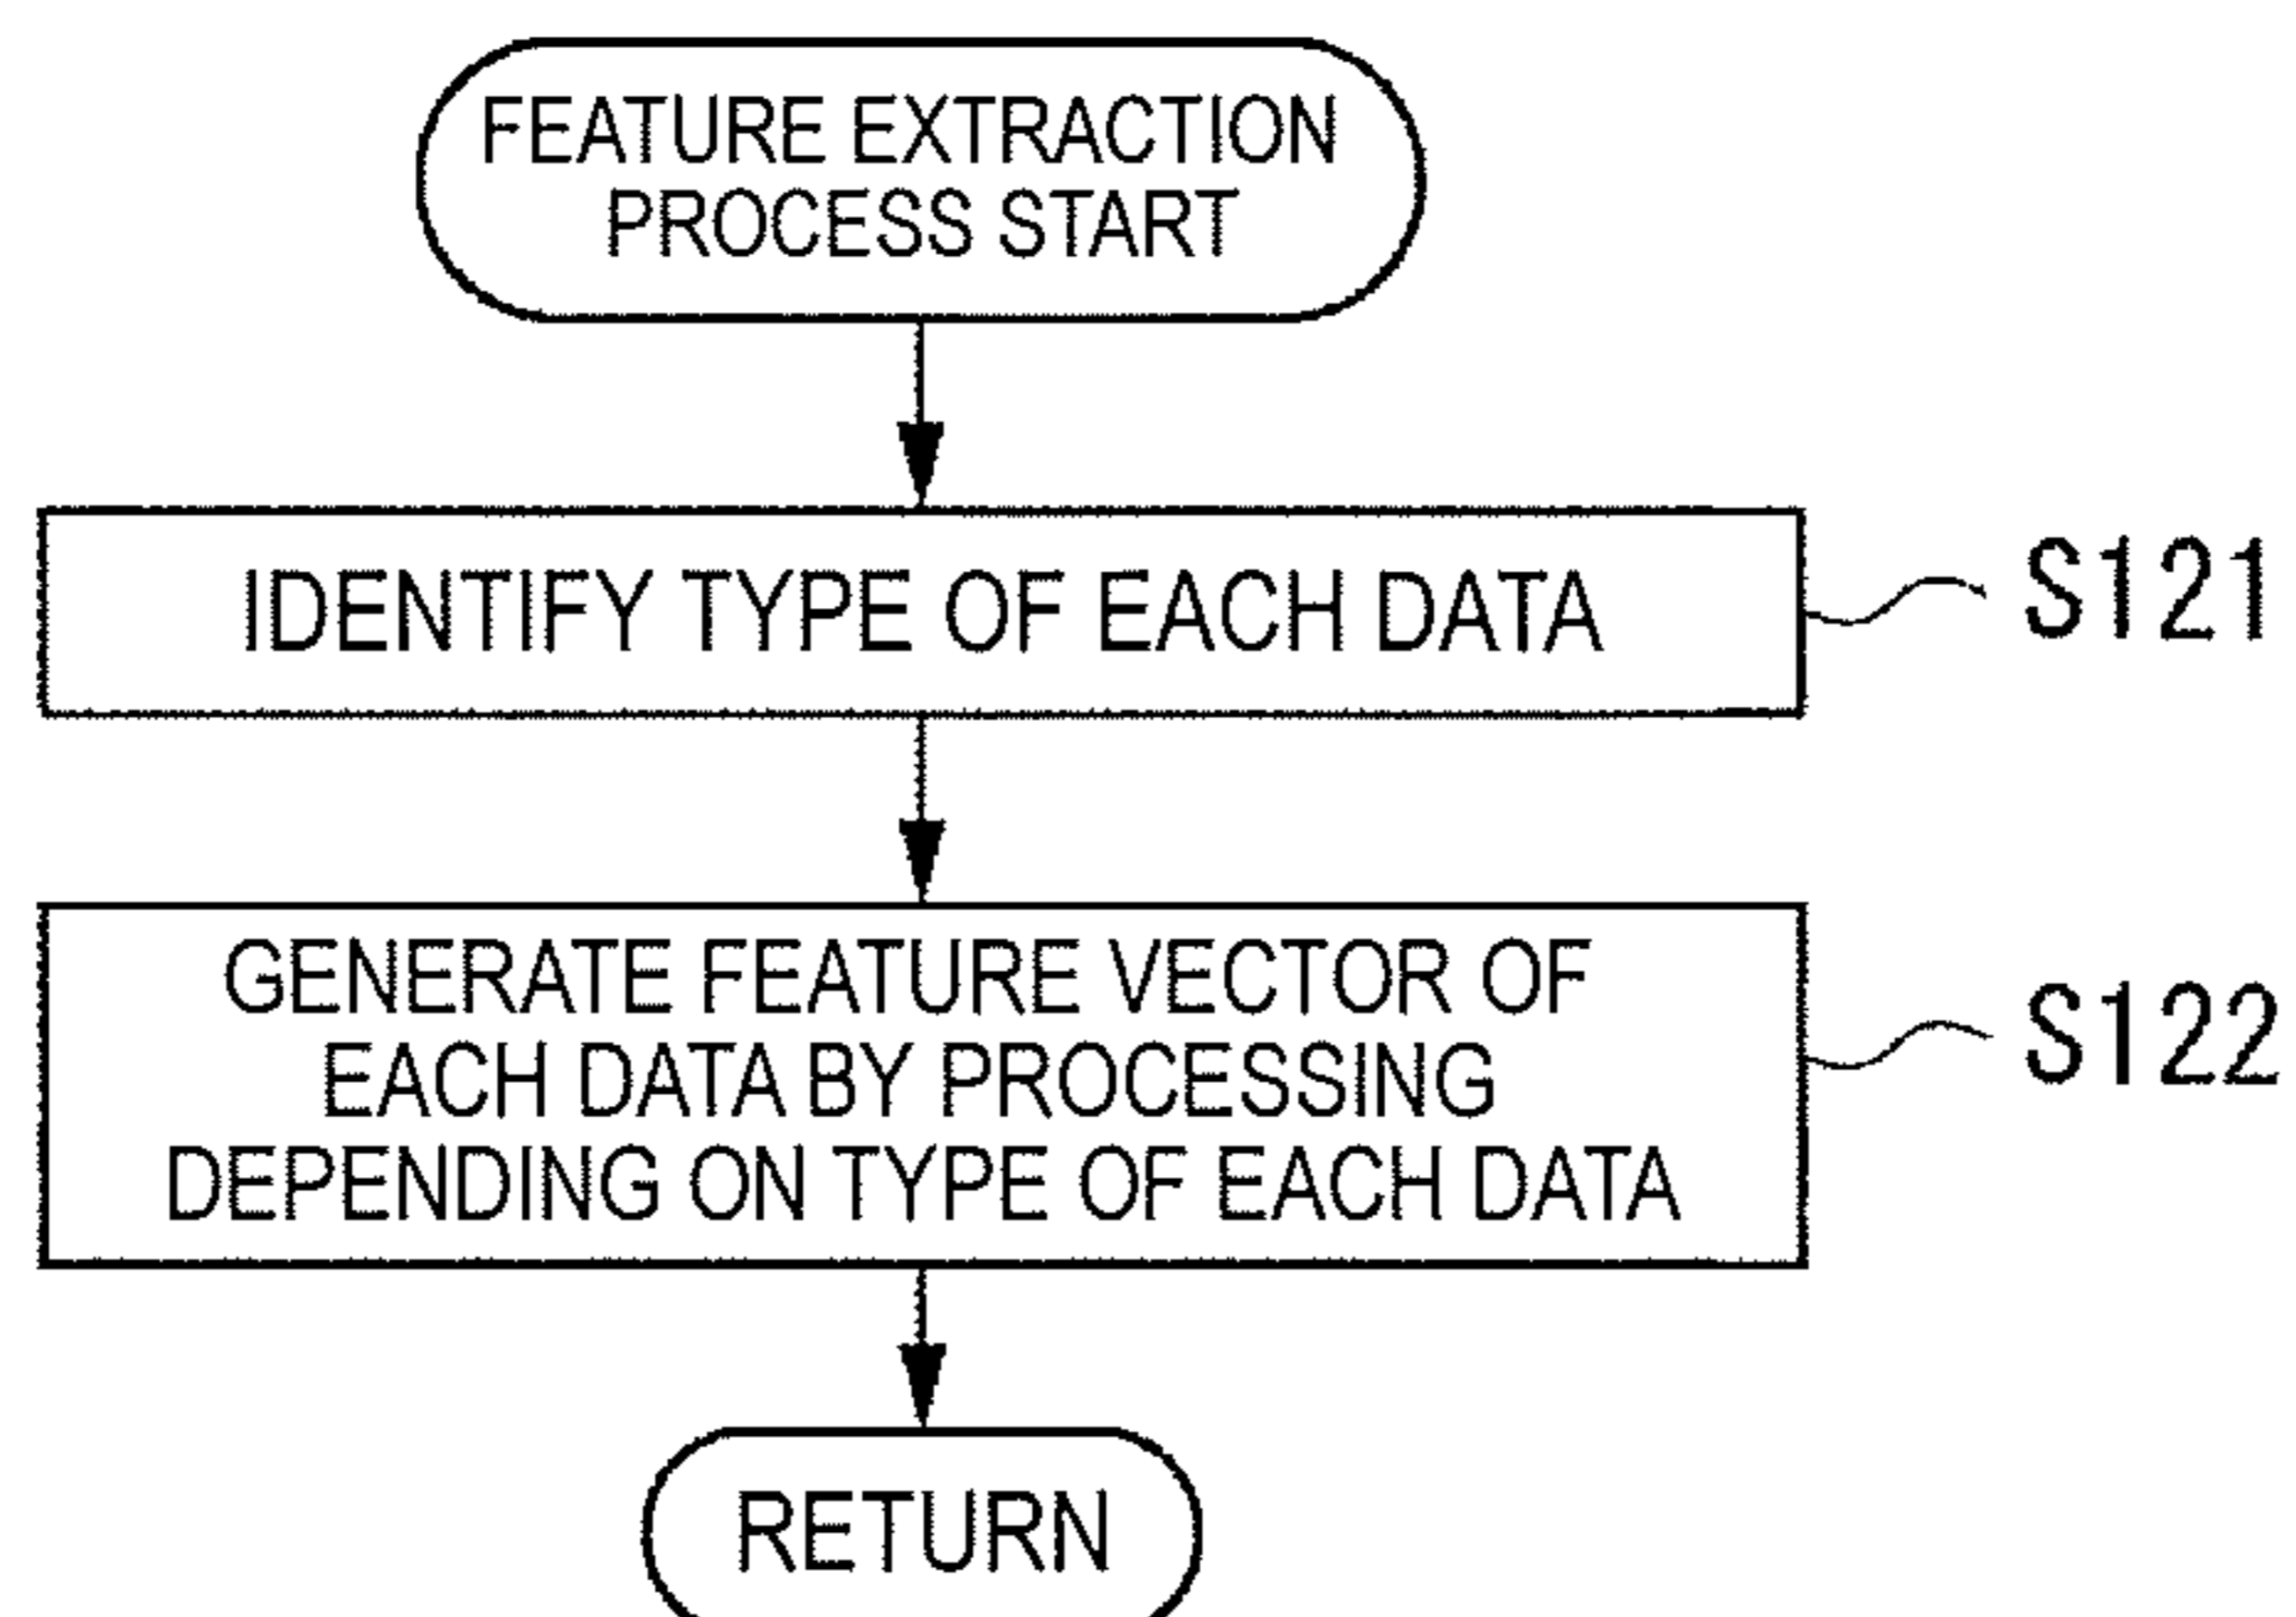 FEATURE EXTRACTION
PROCESS START
IDENTIFY TYPE OF EACH DATA
S121
GENERATE FEATURE VECTOR OF
EACH DATA BY PROCESSING
DEPENDING ON TYPE OF EACH DATA
S122
RETURN